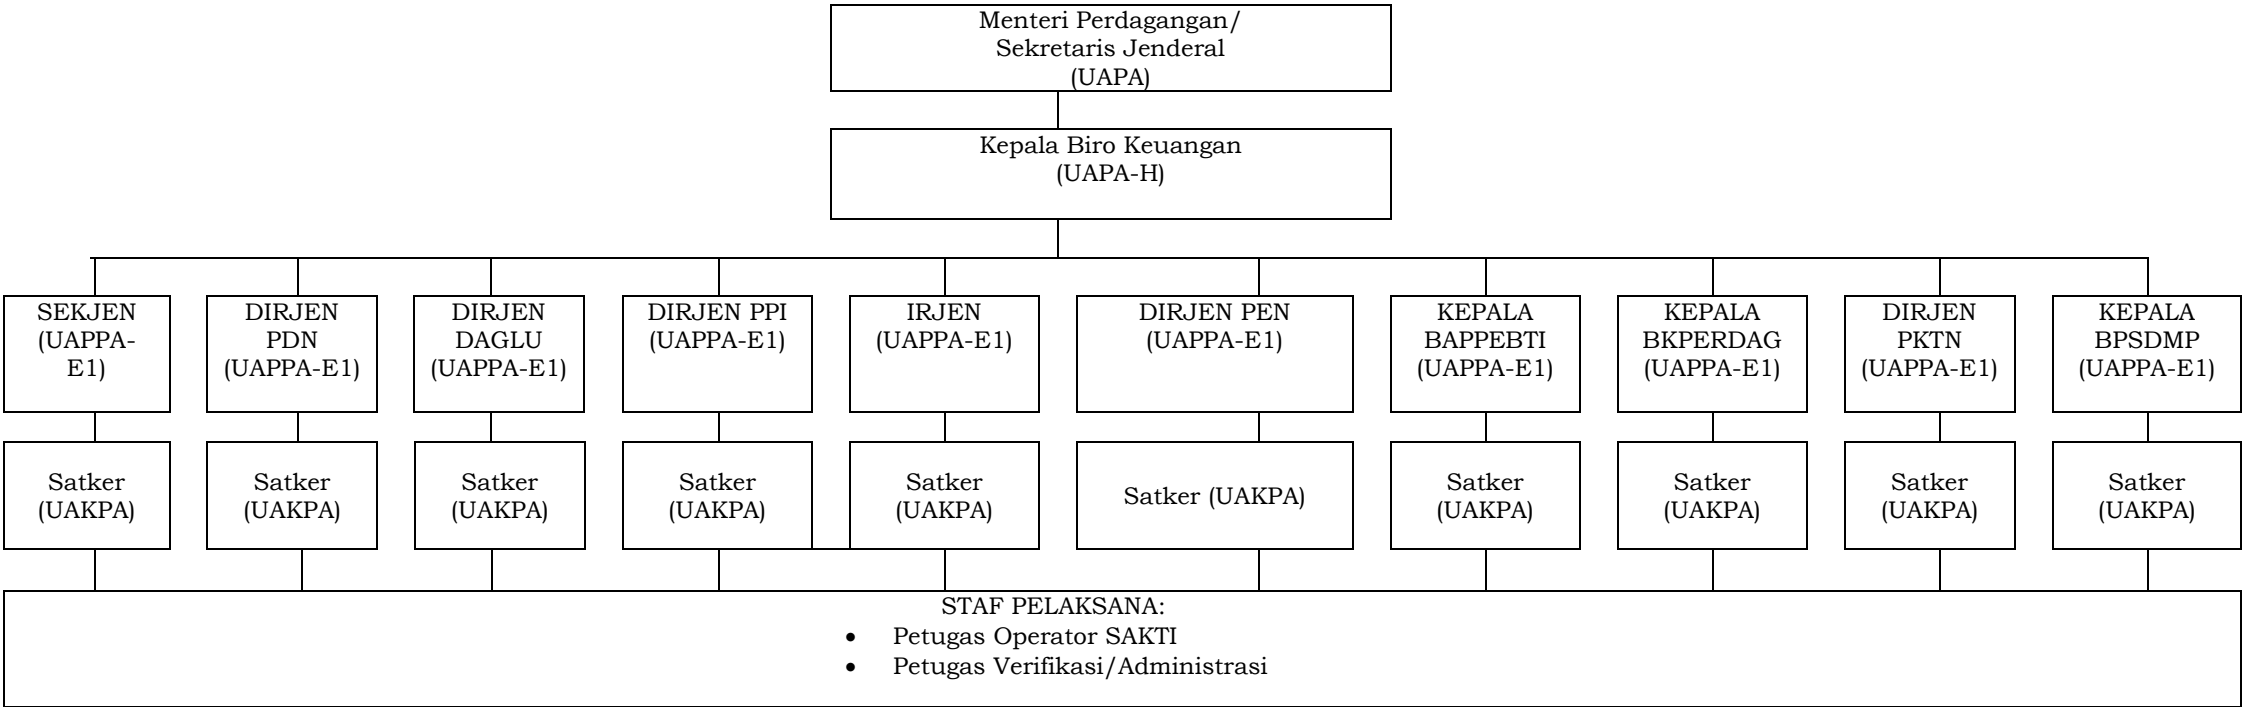 Menteri Perdagangan/
Sekretaris Jenderal
(UAPA)
Kepala Biro Keuangan
(UAPA-H)
SEKJEN
(UAPPA-
E1)
DIRJEN
PDN
(UAPPA-E1)
DIRJEN
DAGLU
(UAPPA-E1)
DIRJEN PPI
(UAPPA-E1)
IRJEN
(UAPPA-E1)
DIRJEN PEN
(UAPPA-E1)
KEPALA
BAPPEBTI
(UAPPA-E1)
KEPALA
BKPERDAG
(UAPPA-E1)
DIRJEN
PKTN
(UAPPA-E1)
KEPALA
BPSDMP
(UAPPA-E1)
Satker
(UAKPA)
Satker
(UAKPA)
Satker
(UAKPA)
Satker
(UAKPA)
Satker
(UAKPA)
Satker (UAKPA)
Satker
(UAKPA)
Satker
(UAKPA)
Satker
(UAKPA)
Satker
(UAKPA)
STAF PELAKSANA:
• Petugas Operator SAKTI
• Petugas Verifikasi/Administrasi